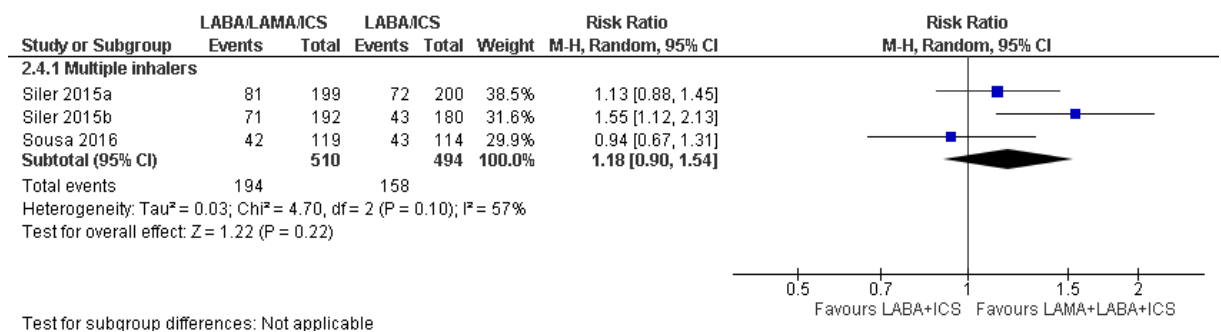 LABA/LAMA/ICS LABA/ICS Risk Ratio Risk Ratio
Study or Subgroup Events Total Events Total Weight M-H, Random, 95% CI M-H, Random, 95% CI
2.4.1 Multiple inhalers
Siler 2015a 81 199 72 200 38.5% 1.13 [0.88, 1.45]
Siler 2015b 71 192 43 180 31.6% 1.55 [1.12, 2.13]
Sousa 2016 42 119 43 114 29.9% 0.94 [0.67, 1.31]
Subtotal (95% CI) 510 494 100.0% 1.18 [0.90, 1.54]
Total events 194 158
Heterogeneity: Tau² = 0.03; Chi² = 4.70, df = 2 (P = 0.10); I² = 57%
Test for overall effect: Z = 1.22 (P = 0.22)
0.5 0.7 1 1.5 2
Favours LABA+ICS Favours LAMA+LABA+ICS
Test for subgroup differences: Not applicable